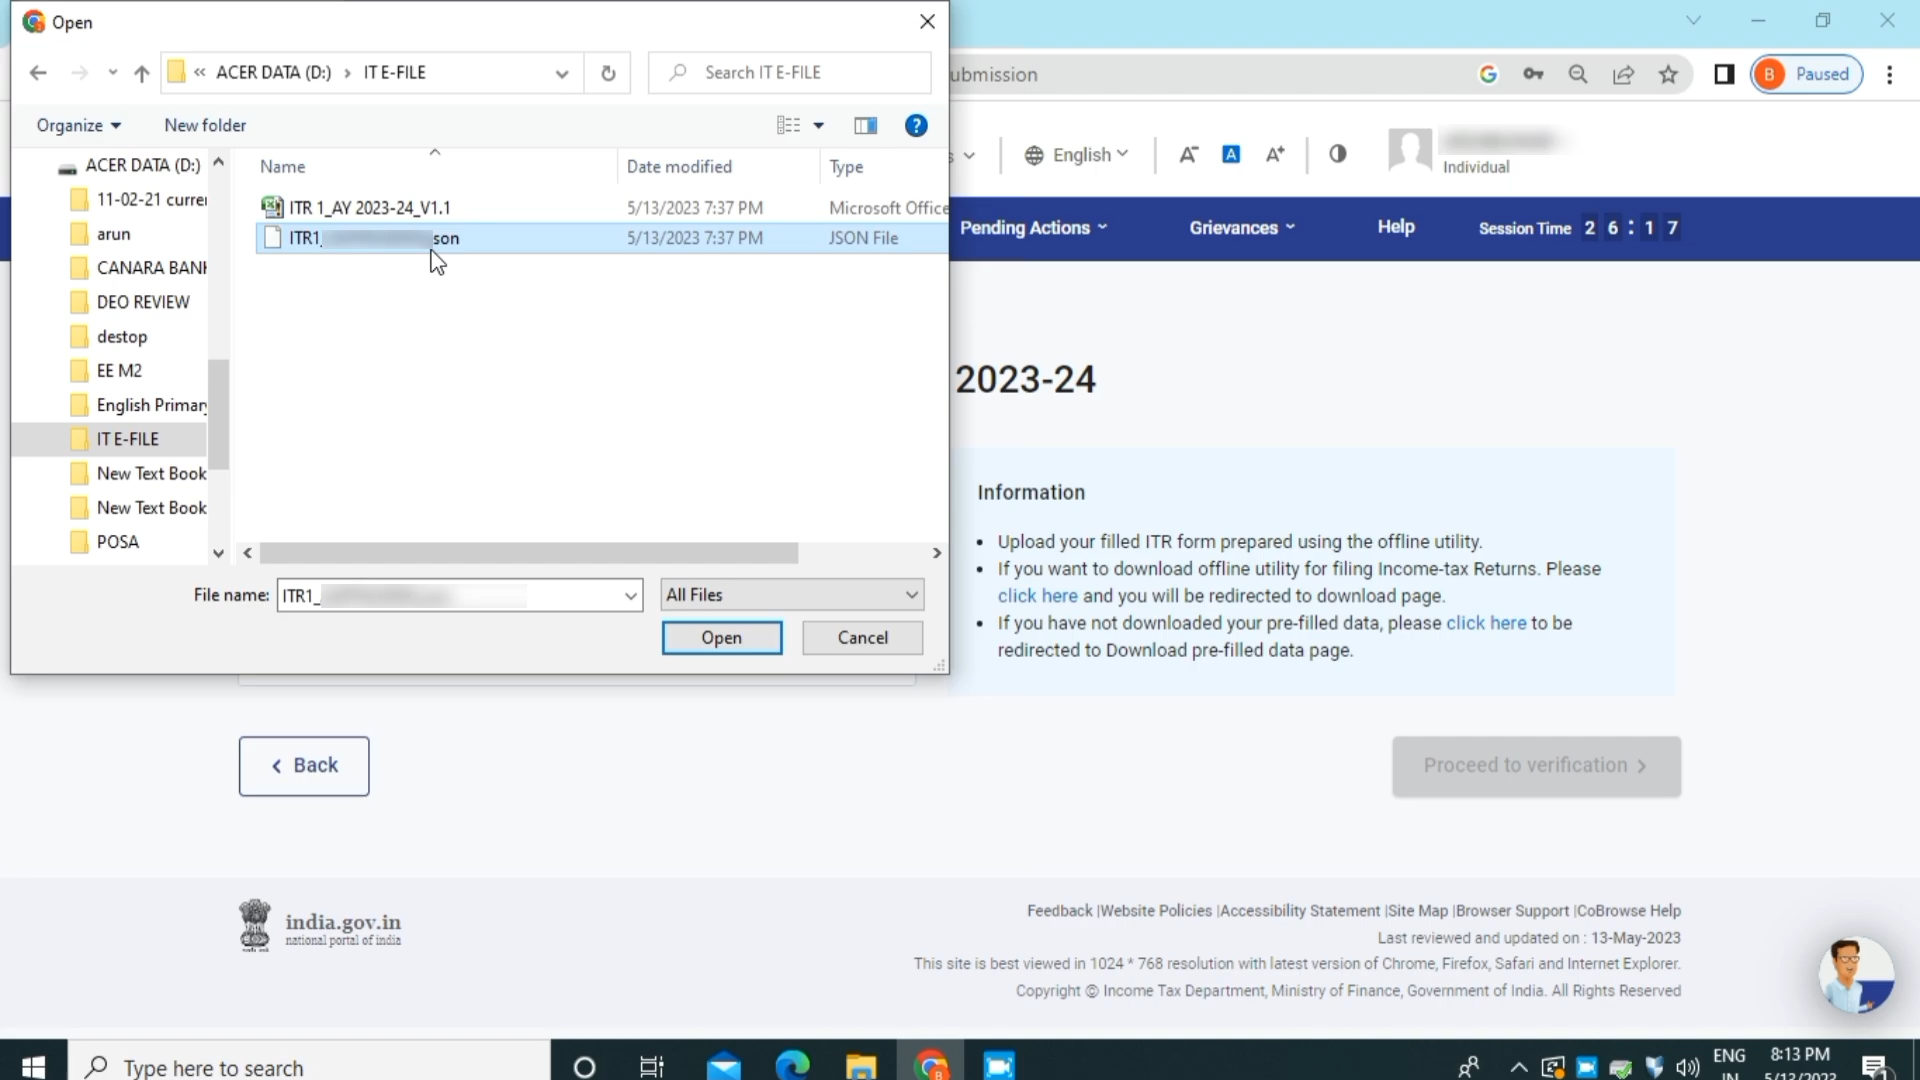 Open
« ACER DATA (D:) › IT E-FILE
Search IT E-FILE
Organize
New folder
Name
Date modified
Type
ACER DATA (D:)
11-02-21 curre
arun
CANARA BANK
DEO REVIEW
destop
EE M2
English Primar
IT E-FILE
New Text Book
New Text Book
POSA
ITR 1_AY 2023-24_V1.1 5/13/2023 7:37 PM Microsoft Office
ITR1_ son 5/13/2023 7:37 PM JSON File
File name: ITR1_
All Files
Open
Cancel
ubmission
B Paused
s
English
A- A A+
Individual
Pending Actions
Grievances
Help
Session Time 2 6 : 1 7
2023-24
Information
• Upload your filled ITR form prepared using the offline utility.
• If you want to download offline utility for filing Income-tax Returns. Please
click here and you will be redirected to download page.
• If you have not downloaded your pre-filled data, please click here to be
redirected to Download pre-filled data page.
< Back
Proceed to verification >
india.gov.in
national portal of india
Feedback |Website Policies |Accessibility Statement |Site Map |Browser Support |CoBrowse Help
Last reviewed and updated on : 13-May-2023
This site is best viewed in 1024 * 768 resolution with latest version of Chrome, Firefox, Safari and Internet Explorer.
Copyright © Income Tax Department, Ministry of Finance, Government of India. All Rights Reserved
Type here to search
ENG
IN
8:13 PM
5/13/2023
1